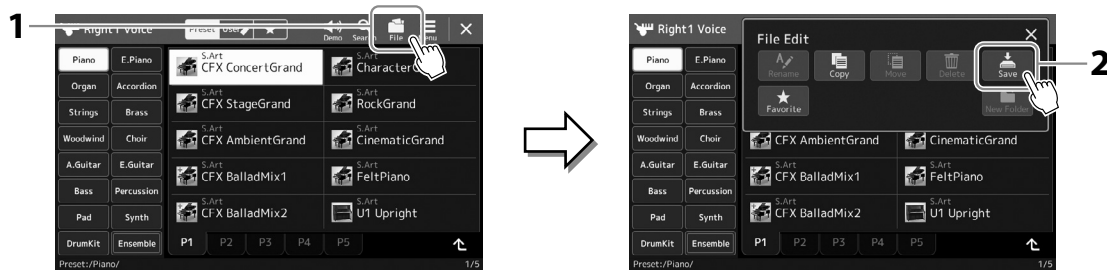 1
Right1 Voice Preset User Demo Search File Menu
Piano E.Piano
Organ Accordion
Strings Brass
Woodwind Choir
A.Guitar E.Guitar
Bass Percussion
Pad Synth
DrumKit Ensemble
S.Art
CFX ConcertGrand
S.Art
Character
S.Art
CFX StageGrand
S.Art
RockGrand
S.Art
CFX AmbientGrand
S.Art
CinematicGrand
S.Art
CFX BalladMix1
S.Art
FeltPiano
S.Art
CFX BalladMix2
S.Art
U1 Upright
P1 P2 P3 P4 P5
Preset:/Piano/ 1/5
Right1 Voice
File Edit
Rename Copy Move Delete Save
Favorite New Folder
2
Piano E.Piano
Organ Accordion
Strings Brass
Woodwind Choir
A.Guitar E.Guitar
Bass Percussion
Pad Synth
DrumKit Ensemble
CFX AmbientGrand
CinematicGrand
S.Art
CFX BalladMix1
S.Art
FeltPiano
S.Art
CFX BalladMix2
S.Art
U1 Upright
P1 P2 P3 P4 P5
Preset:/Piano/ 1/5